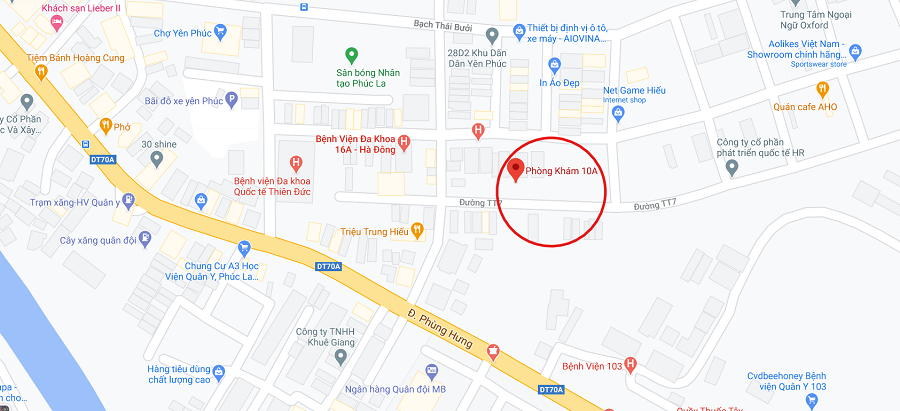 Khách sạn Lieber II
Chợ Yên Phúc
Bạch Thái Bưởi
Thiết bị định vị ô tô,
xe máy - AIOVINA...
Trung Tâm Ngoại
Ngữ Oxford
28D2 Khu Dân
Dân Yên Phúc
Aolikes Việt Nam -
Showroom chính hãng...
Sportswear store
Tiệm Bánh Hoàng Cung
Sân bóng Nhân
tạo Phúc La
In Áo Đẹp
Net Game Hiếu
Internet shop
Bãi đỗ xe yên Phúc
P
Quán cafe AHO
y Cổ Phần
c Và Xây...
Phở
Bệnh Viện Đa Khoa
16A - Hà Đông
H
H
30 shine
DT70A
Công ty cổ phần
phát triển quốc tế HR
H
Bệnh viện Đa khoa
Quốc tế Thiên Đức
Phòng Khám 10A
Trạm xăng-HV Quân y
Đường TT7
Đường TT7
Triệu Trung Hiếu
Cây xăng quân đội
Chung Cư A3 Học
Viện Quân Y, Phúc La...
DT70A
Đ. Phùng Hưng
Công ty TNHH
Khuê Giang
Bệnh Viện 103
H
Hàng tiêu dùng
chất lượng cao
Ngân hàng Quân đội MB
DT70A
Cvdbeehoney Bệnh
viện Quân Y 103
apa -
n cho...
Quầy Thuốc Tây